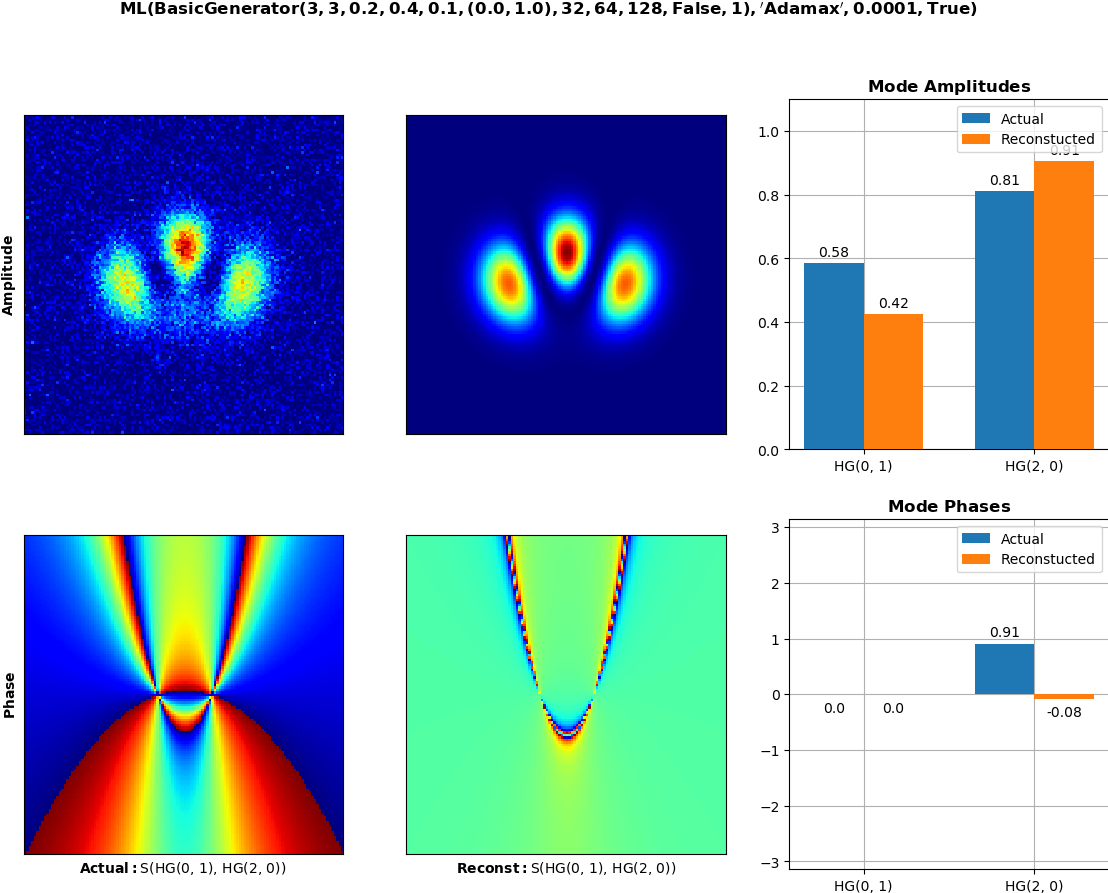 ML(BasicGenerator(3, 3, 0.2, 0.4, 0.1, (0.0, 1.0), 32, 64, 128, False, 1), 'Adamax', 0.0001, True)
Amplitude
Mode Amplitudes
Actual
Reconstucted
1.0
0.8
0.6
0.4
0.2
0.0
0.58
0.42
0.81
0.91
HG(0, 1)
HG(2, 0)
Phase
Actual: S(HG(0, 1), HG(2, 0))
Reconst: S(HG(0, 1), HG(2, 0))
Mode Phases
Actual
Reconstucted
3
2
1
0
−1
−2
−3
0.0
0.0
0.91
-0.08
HG(0, 1)
HG(2, 0)